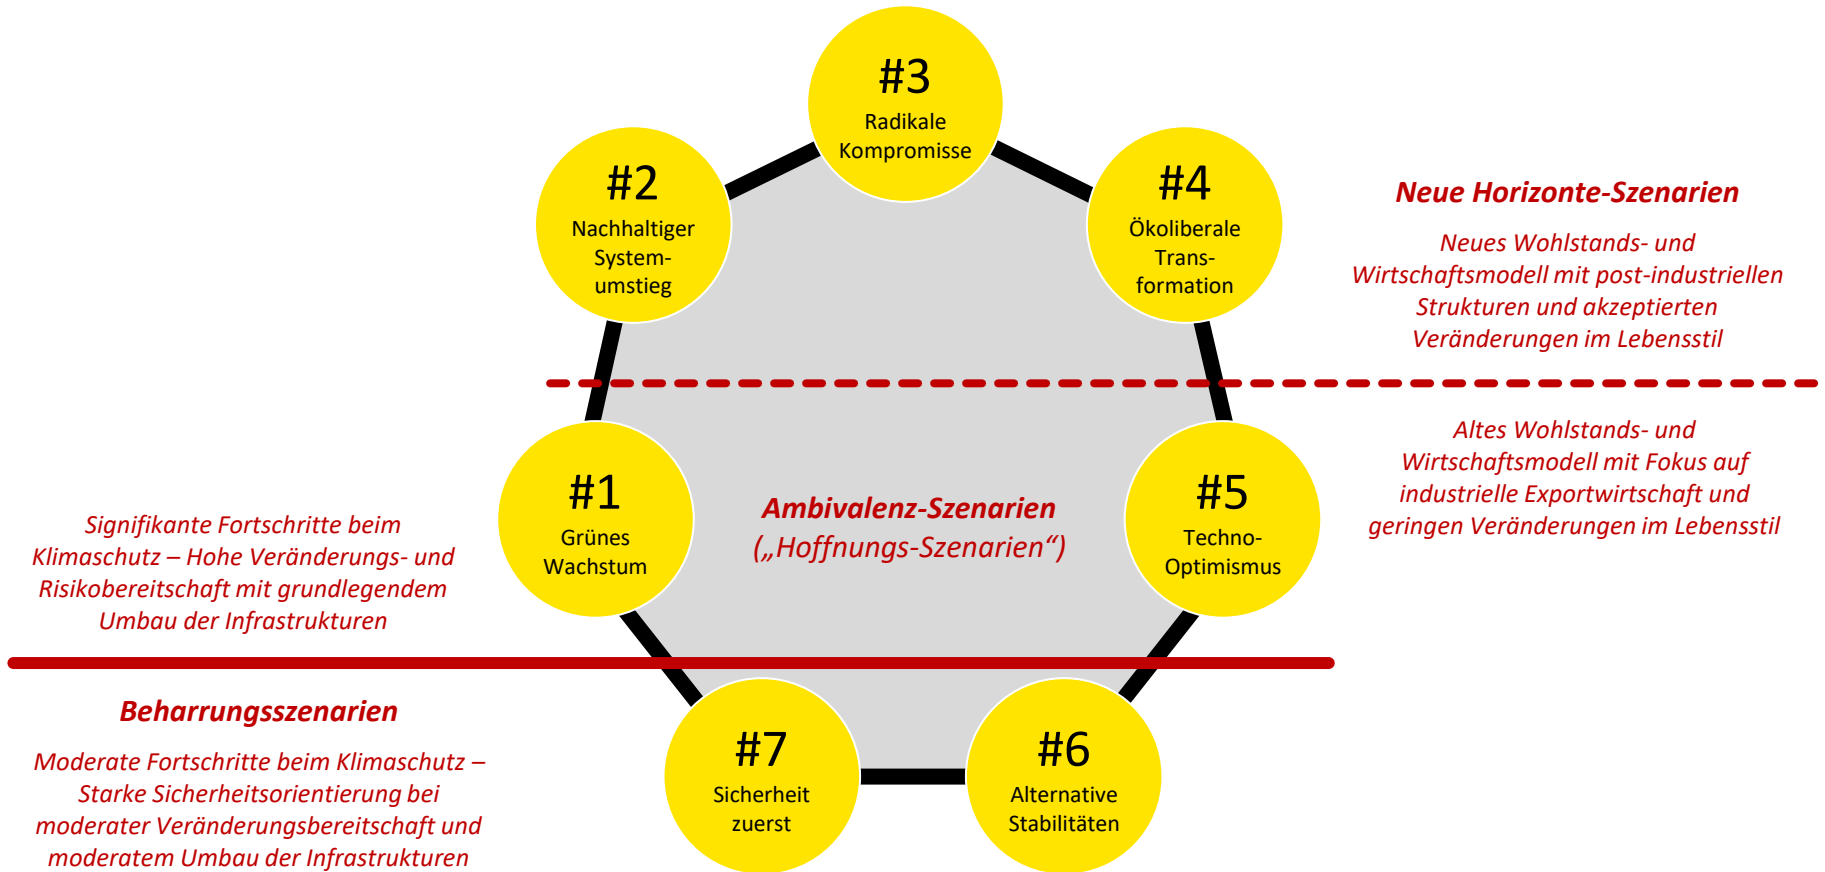 #3
Radikale
Kompromisse
#2
Nachhaltiger
System-
umstieg
#4
Ökoliberale
Trans-
formation
Neue Horizonte-Szenarien
Neues Wohlstands- und
Wirtschaftsmodell mit post-industriellen
Strukturen und akzeptierten
Veränderungen im Lebensstil
Altes Wohlstands- und
Wirtschaftsmodell mit Fokus auf
industrielle Exportwirtschaft und
geringen Veränderungen im Lebensstil
#1
Grünes
Wachstum
Ambivalenz-Szenarien
(„Hoffnungs-Szenarien“)
#5
Techno-
Optimismus
Signifikante Fortschritte beim
Klimaschutz – Hohe Veränderungs- und
Risikobereitschaft mit grundlegendem
Umbau der Infrastrukturen
Beharrungsszenarien
Moderate Fortschritte beim Klimaschutz –
Starke Sicherheitsorientierung bei
moderater Veränderungsbereitschaft und
moderatem Umbau der Infrastrukturen
#7
Sicherheit
zuerst
#6
Alternative
Stabilitäten